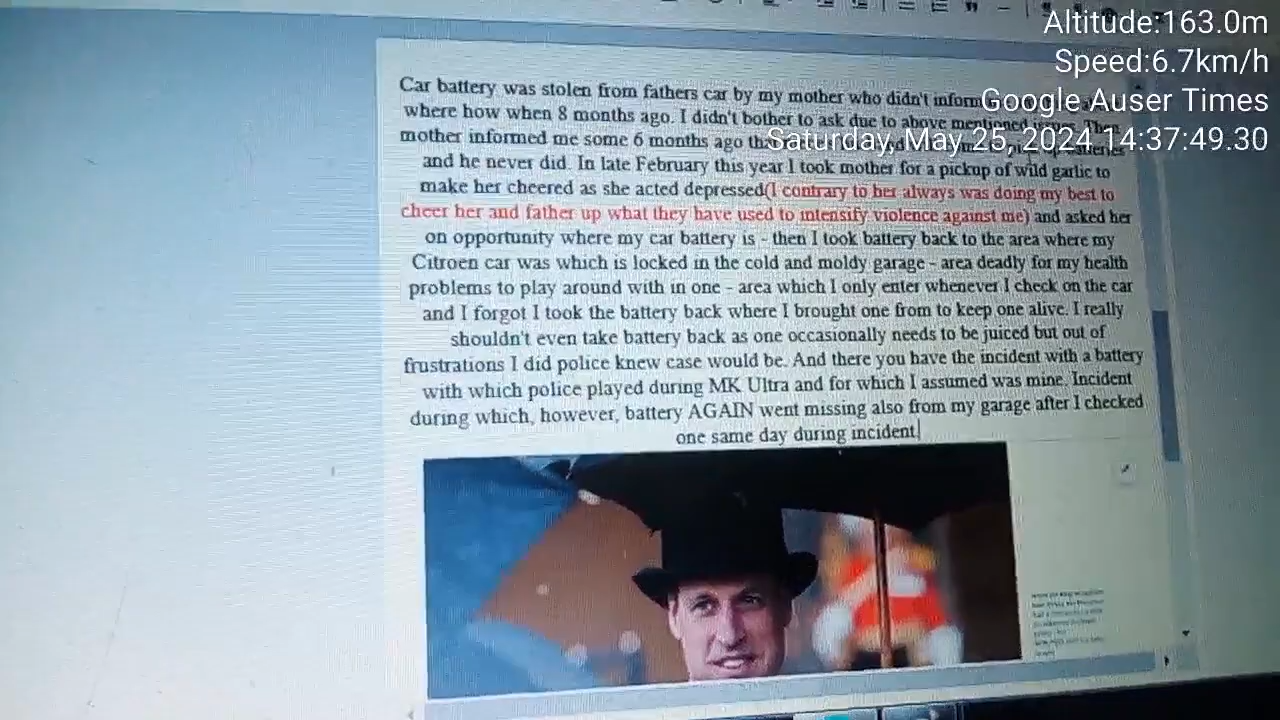 Altitude:163.0m
Speed:6.7km/h
Google Auser Times
Saturday, May 25, 2024 14:37:49.30
Car battery was stolen from fathers car by my mother who didn't inform
where how when 8 months ago. I didn't bother to ask due to above mentioned issues. Then
mother informed me some 6 months ago
and he never did. In late February this year I took mother for a pickup of wild garlic to
make her cheered as she acted depressed(I contrary to her always was doing my best to
cheer her and father up what they have used to intensify violence against me) and asked her
on opportunity where my car battery is - then I took battery back to the area where my
Citroen car was which is locked in the cold and moldy garage - area deadly for my health
problems to play around with in one - area which I only enter whenever I check on the car
and I forgot I took the battery back where I brought one from to keep one alive. I really
shouldn't even take battery back as one occasionally needs to be juiced but out of
frustrations I did police knew case would be. And there you have the incident with a battery
with which police played during MK Ultra and for which I assumed was mine. Incident
during which, however, battery AGAIN went missing also from my garage after I checked
one same day during incident